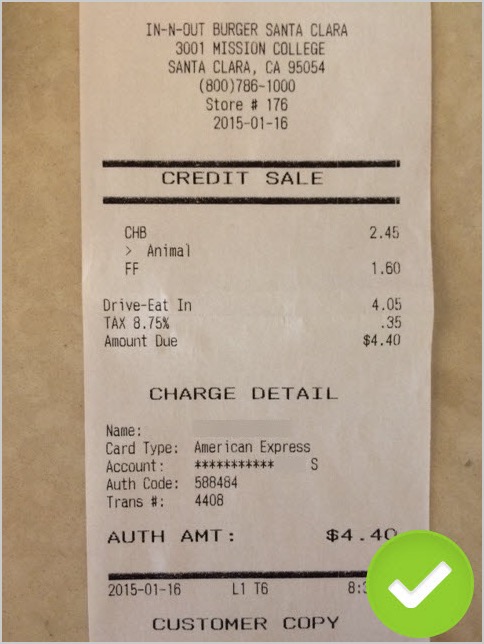 IN-N-OUT BURGER SANTA CLARA
3001 MISSION COLLEGE
SANTA CLARA, CA 95054
(800)786-1000
Store # 176
2015-01-16
CREDIT SALE
CHB 2.45
> Animal
FF 1.60
Drive-Eat In 4.05
TAX 8.75% .35
Amount Due $4.40
CHARGE DETAIL
Name:
Card Type: American Express
Account: *********** S
Auth Code: 588484
Trans #: 4408
AUTH AMT: $4.40
2015-01-16 L1 T6
CUSTOMER COPY